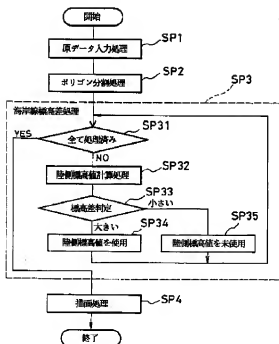 開始
原データ入力処理
SP1
ポリゴン分割処理
SP2
SP3
海岸線標高差処理
全て処理済み
SP31
YES
NO
陸側標高値計算処理
SP32
標高差判定
SP33
小さい
大きい
陸側標高値を使用
SP34
陸側標高値を未使用
SP35
描画処理
SP4
終了